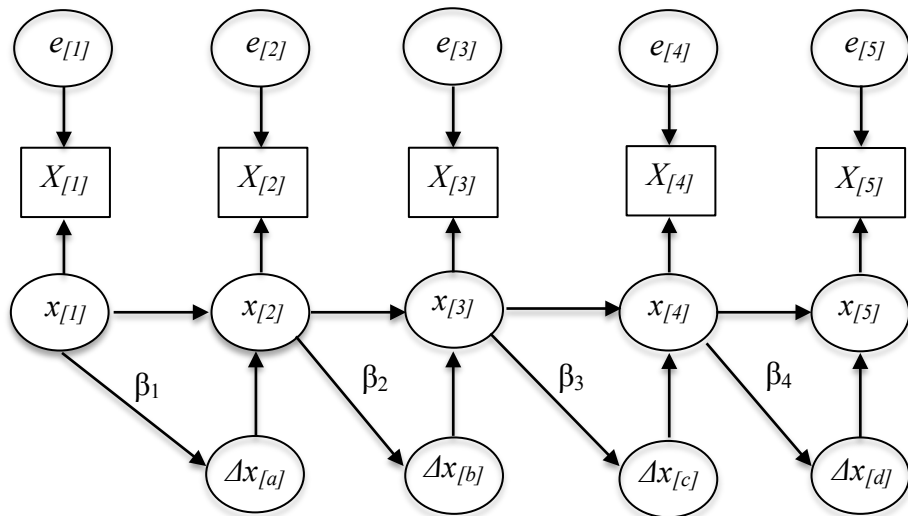 e[1] e[2] e[3] e[4] e[5]
X[1] X[2] X[3] X[4] X[5]
x[1] x[2] x[3] x[4] x[5]
β1 β2 β3 β4
Δx[a] Δx[b] Δx[c] Δx[d]